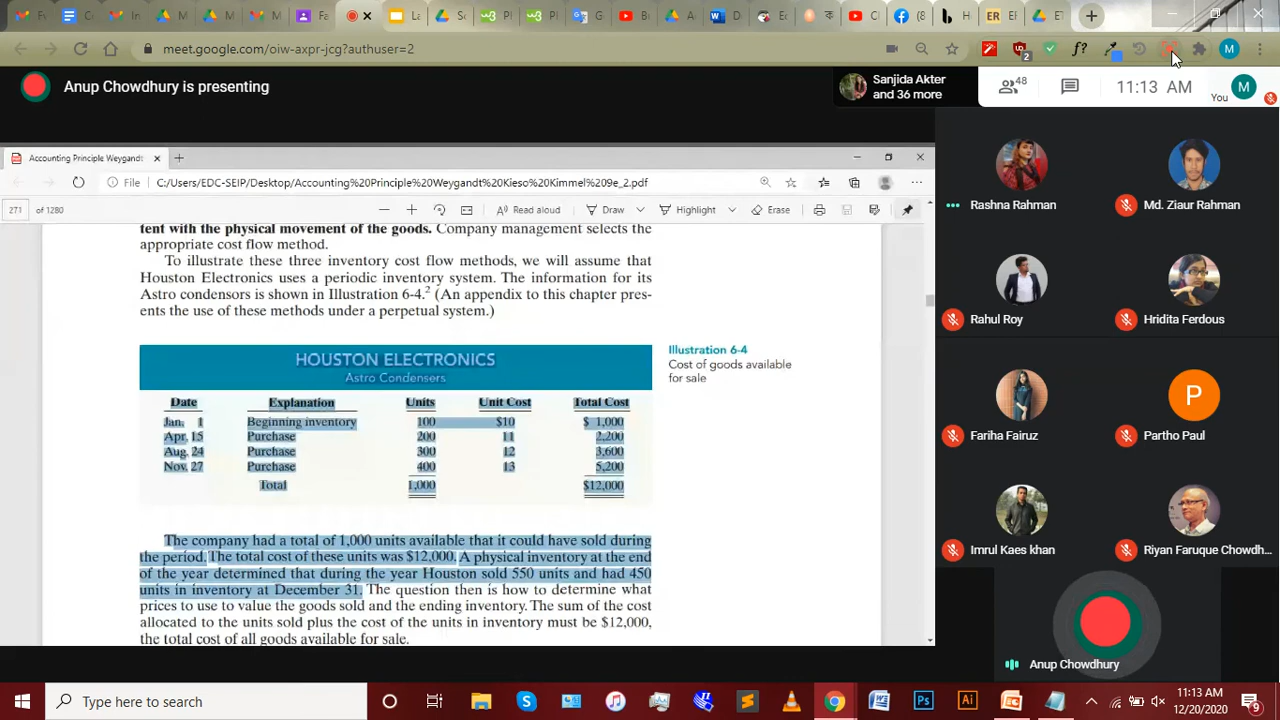 meet.google.com/oiw-axpr-jcg?authuser=2
Anup Chowdhury is presenting
Sanjida Akter
and 36 more
48
11:13 AM
You
M
Accounting Principle Weygandt
File
C:/Users/EDC-SEIP/Desktop/Accounting%20Principle%20Weygandt%20Kieso%20Kimmel%209e_2.pdf
271 of 1280
Read aloud
Draw
Highlight
Erase
tent with the physical movement of the goods. Company management selects the
appropriate cost flow method.
To illustrate these three inventory cost flow methods, we will assume that
Houston Electronics uses a periodic inventory system. The information for its
Astro condensors is shown in Illustration 6-4.2 (An appendix to this chapter pres-
ents the use of these methods under a perpetual system.)
HOUSTON ELECTRONICS
Astro Condensers
Illustration 6-4
Cost of goods available
for sale
Date Explanation Units Unit Cost Total Cost
Jan. 1 Beginning inventory 100 $10 $ 1,000
Apr. 15 Purchase 200 11 2,200
Aug. 24 Purchase 300 12 3,600
Nov. 27 Purchase 400 13 5,200
Total 1,000 $12,000
The company had a total of 1,000 units available that it could have sold during
the period. The total cost of these units was $12,000. A physical inventory at the end
of the year determined that during the year Houston sold 550 units and had 450
units in inventory at December 31. The question then is how to determine what
prices to use to value the goods sold and the ending inventory. The sum of the cost
allocated to the units sold plus the cost of the units in inventory must be $12,000,
the total cost of all goods available for sale.
Rashna Rahman
Md. Ziaur Rahman
Rahul Roy
Hridita Ferdous
Fariha Fairuz
P
Partho Paul
Imrul Kaes khan
Riyan Faruque Chowdh...
Anup Chowdhury
Type here to search
11:13 AM
12/20/2020
9